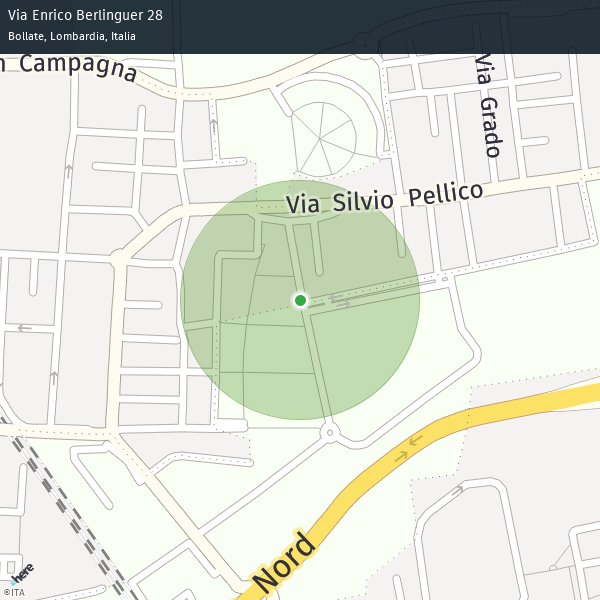 Via Enrico Berlinguer 28
Bollate, Lombardia, Italia
Campagna
Via Grado
Via Silvio Pellico
Nord
here
©ITA